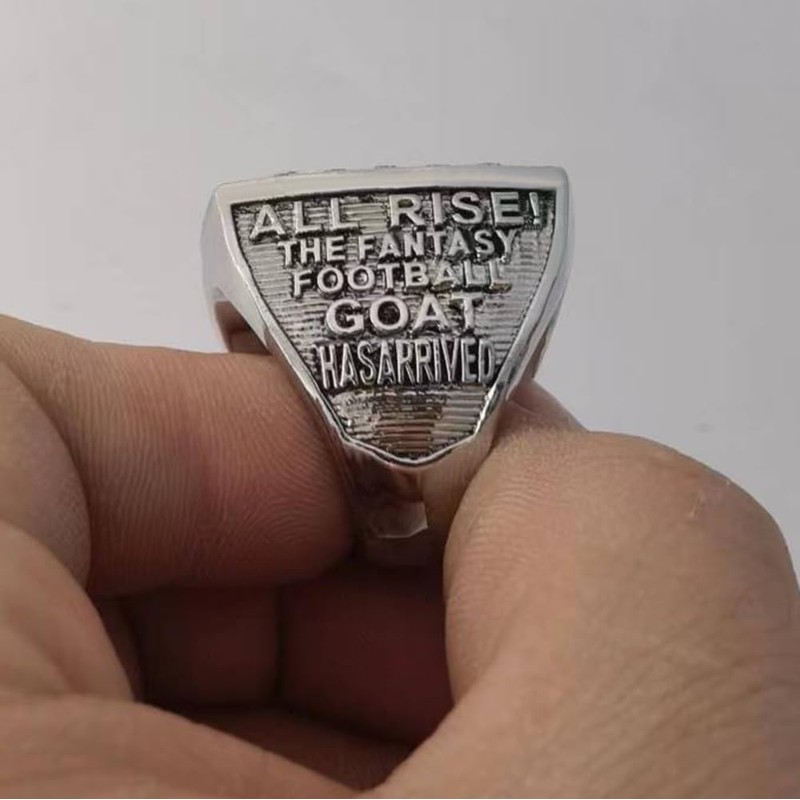 ALL RISE!
THE FANTASY
FOOTBALL
GOAT
HASARRIVED